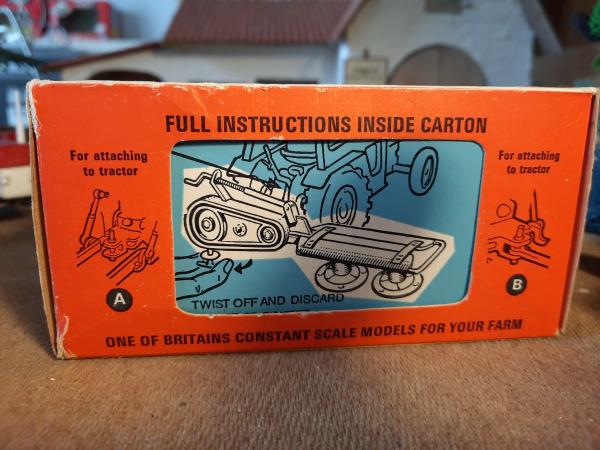 FULL INSTRUCTIONS INSIDE CARTON
For attaching
to tractor
For attaching
to tractor
A
B
TWIST OFF AND DISCARD
ONE OF BRITAINS CONSTANT SCALE MODELS FOR YOUR FARM